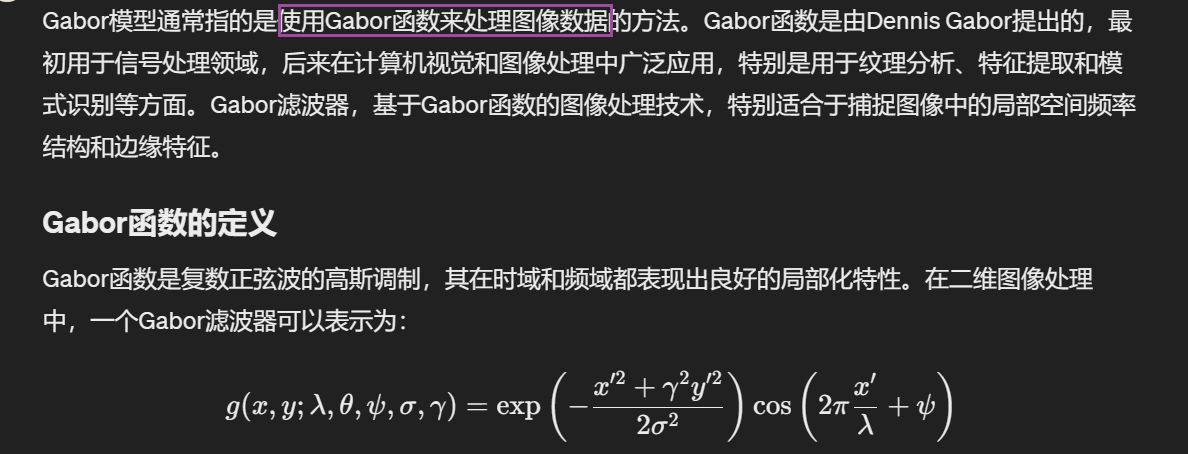 Gabor模型通常指的是使用Gabor函数来处理图像数据的方法。Gabor函数是由Dennis Gabor提出的，最
初用于信号处理领域，后来在计算机视觉和图像处理中广泛应用，特别是用于纹理分析、特征提取和模
式识别等方面。Gabor滤波器，基于Gabor函数的图像处理技术，特别适合于捕捉图像中的局部空间频率
结构和边缘特征。
Gabor函数的定义
Gabor函数是复数正弦波的高斯调制，其在时域和频域都表现出良好的局部化特性。在二维图像处理
中，一个Gabor滤波器可以表示为：
g(x, y; λ, θ, ψ, σ, γ) = exp(−(x′² + γ²y′²)/(2σ²)) cos(2π x′/λ + ψ)